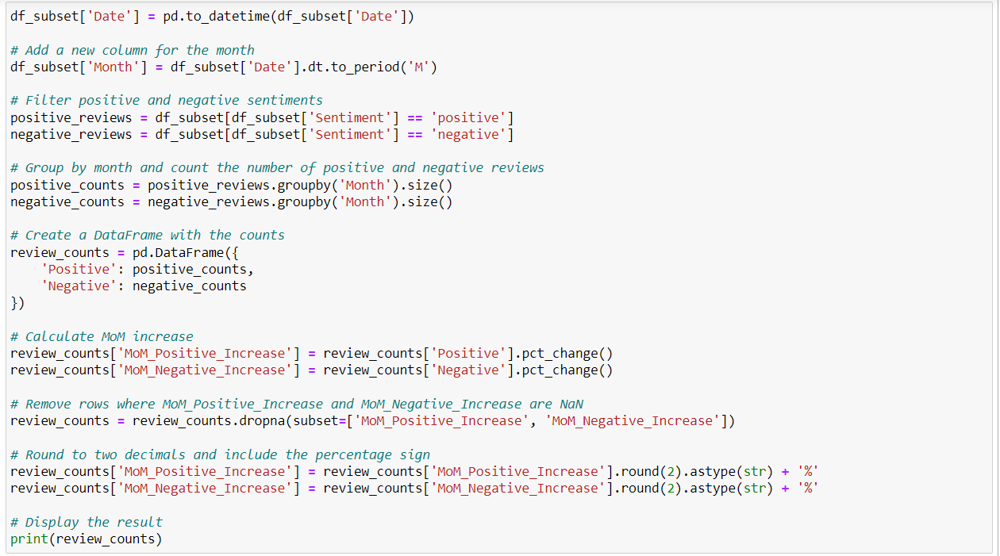 df_subset['Date'] = pd.to_datetime(df_subset['Date'])
# Add a new column for the month
df_subset['Month'] = df_subset['Date'].dt.to_period('M')
# Filter positive and negative sentiments
positive_reviews = df_subset[df_subset['Sentiment'] == 'positive']
negative_reviews = df_subset[df_subset['Sentiment'] == 'negative']
# Group by month and count the number of positive and negative reviews
positive_counts = positive_reviews.groupby('Month').size()
negative_counts = negative_reviews.groupby('Month').size()
# Create a DataFrame with the counts
review_counts = pd.DataFrame({
    'Positive': positive_counts,
    'Negative': negative_counts
})
# Calculate MoM increase
review_counts['MoM_Positive_Increase'] = review_counts['Positive'].pct_change()
review_counts['MoM_Negative_Increase'] = review_counts['Negative'].pct_change()
# Remove rows where MoM_Positive_Increase and MoM_Negative_Increase are NaN
review_counts = review_counts.dropna(subset=['MoM_Positive_Increase', 'MoM_Negative_Increase'])
# Round to two decimals and include the percentage sign
review_counts['MoM_Positive_Increase'] = review_counts['MoM_Positive_Increase'].round(2).astype(str) + '%'
review_counts['MoM_Negative_Increase'] = review_counts['MoM_Negative_Increase'].round(2).astype(str) + '%'
# Display the result
print(review_counts)